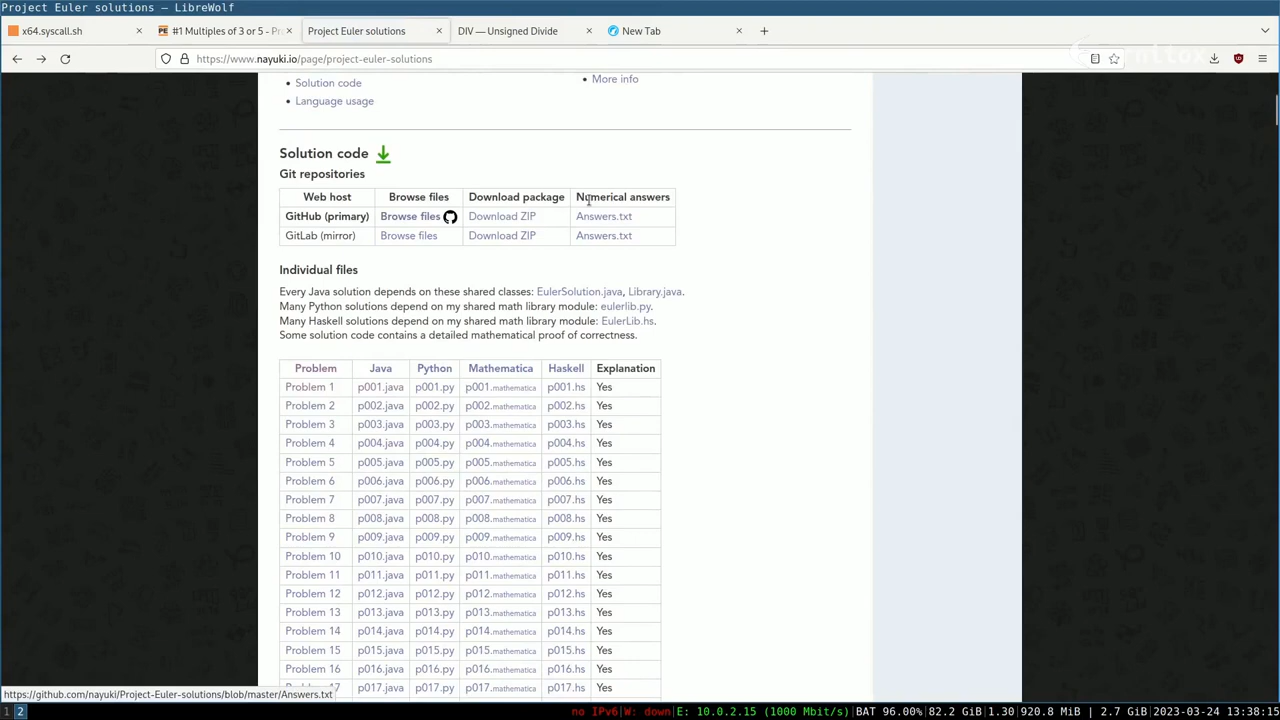 Project Euler solutions — LibreWolf
x64.syscall.sh × #1 Multiples of 3 or 5 - Pr × Project Euler solutions × DIV — Unsigned Divide × New Tab × +
https://www.nayuki.io/page/project-euler-solutions
• Solution code
• More info
• Language usage
Solution code
Git repositories
Web host Browse files Download package Numerical answers
GitHub (primary) Browse files Download ZIP Answers.txt
GitLab (mirror) Browse files Download ZIP Answers.txt
Individual files
Every Java solution depends on these shared classes: EulerSolution.java, Library.java.
Many Python solutions depend on my shared math library module: eulerlib.py.
Many Haskell solutions depend on my shared math library module: EulerLib.hs.
Some solution code contains a detailed mathematical proof of correctness.
Problem Java Python Mathematica Haskell Explanation
Problem 1 p001.java p001.py p001.mathematica p001.hs Yes
Problem 2 p002.java p002.py p002.mathematica p002.hs Yes
Problem 3 p003.java p003.py p003.mathematica p003.hs Yes
Problem 4 p004.java p004.py p004.mathematica p004.hs Yes
Problem 5 p005.java p005.py p005.mathematica p005.hs Yes
Problem 6 p006.java p006.py p006.mathematica p006.hs Yes
Problem 7 p007.java p007.py p007.mathematica p007.hs Yes
Problem 8 p008.java p008.py p008.mathematica p008.hs Yes
Problem 9 p009.java p009.py p009.mathematica p009.hs Yes
Problem 10 p010.java p010.py p010.mathematica p010.hs Yes
Problem 11 p011.java p011.py p011.mathematica p011.hs Yes
Problem 12 p012.java p012.py p012.mathematica p012.hs Yes
Problem 13 p013.java p013.py p013.mathematica p013.hs Yes
Problem 14 p014.java p014.py p014.mathematica p014.hs Yes
Problem 15 p015.java p015.py p015.mathematica p015.hs Yes
Problem 16 p016.java p016.py p016.mathematica p016.hs Yes
17 p017.java p017.py p017.mathematica p017.hs Yes
https://github.com/nayuki/Project-Euler-solutions/blob/master/Answers.txt
1 2 no IPv6|W: down|E: 10.0.2.15 (1000 Mbit/s)|BAT 96.00%|82.2 GiB|1.30|920.8 MiB | 2.7 GiB|2023-03-24 13:38:15